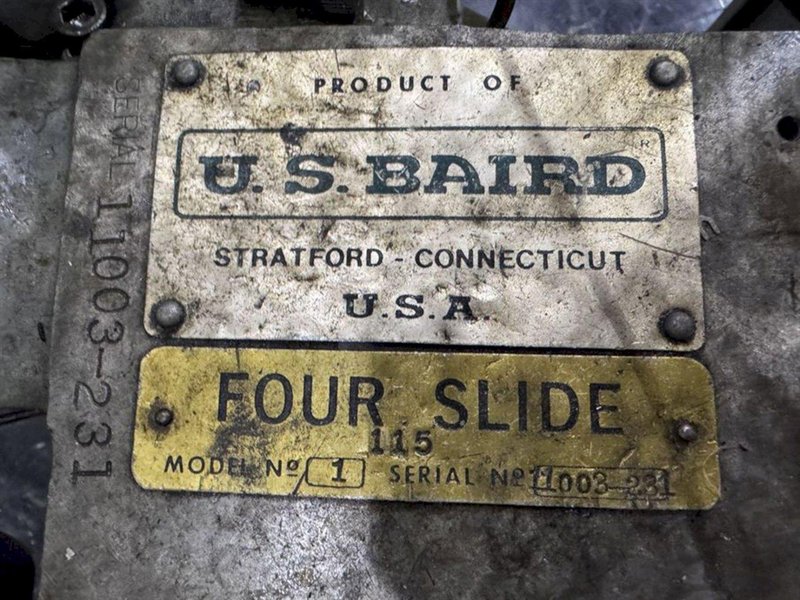 PRODUCT OF
U.S. BAIRD
®
STRATFORD - CONNECTICUT
U.S.A.
FOUR SLIDE
115
MODEL Nº 1 SERIAL Nº 11003-231
SERIAL 11003-231